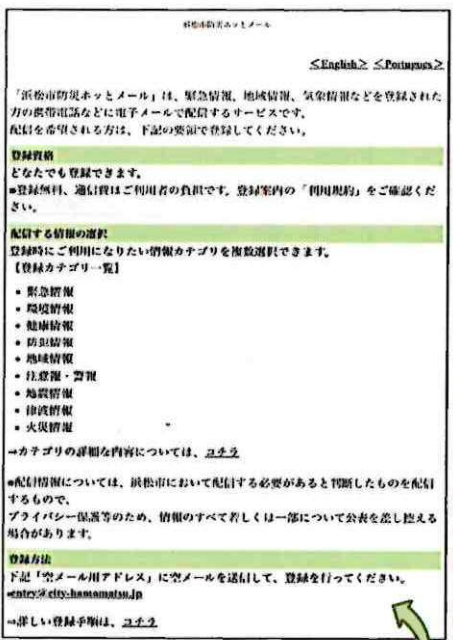 浜松市防災ホッとメール
<English> <Portugues>
「浜松市防災ホッとメール」は、緊急情報、地域情報、気象情報などを登録された
方の携帯電話などに電子メールで配信するサービスです。
配信を希望される方は、下記の要領で登録してください。
登録資格
どなたでも登録できます。
●登録無料、通信費はご利用者の負担です。登録案内の「利用規約」をご確認くだ
さい。
配信する情報の選択
登録時にご利用になりたい情報カテゴリを複数選択できます。
【登録カテゴリ一覧】
• 緊急情報
• 環境情報
• 健康情報
• 防犯情報
• 地域情報
• 注意報・警報
• 地震情報
• 津波情報
• 火災情報
→カテゴリの詳細な内容については、コチラ
●配信情報については、浜松市において配信する必要があると判断したものを配信
するもので、
プライバシー保護等のため、情報のすべて若しくは一部について公表を差し控える
場合があります。
登録方法
下記「空メール用アドレス」に空メールを送信して、登録を行ってください。
entry@city-hamamatsu.jp
→詳しい登録手順は、コチラ